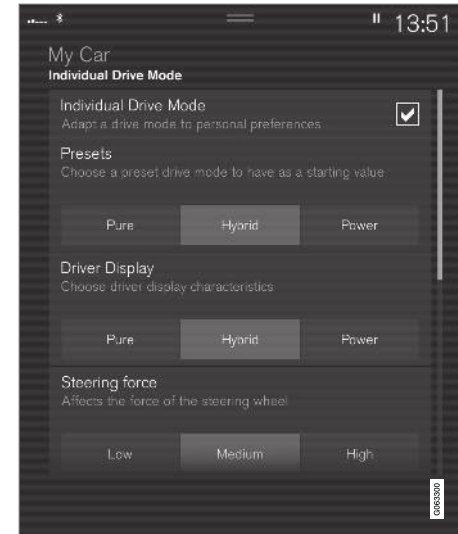 13:51
My Car
Individual Drive Mode
Individual Drive Mode
Adapt a drive mode to personal preferences
Presets
Choose a preset drive mode to have as a starting value
Pure Hybrid Power
Driver Display
Choose driver display characteristics
Pure Hybrid Power
Steering force
Affects the force of the steering wheel
Low Medium High
G063300